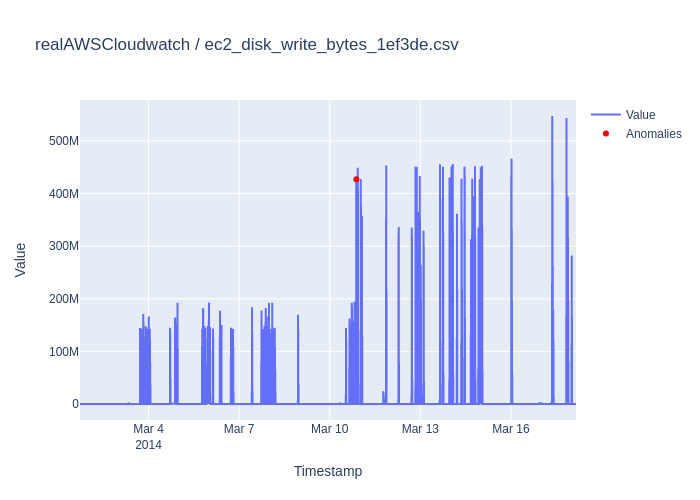 realAWSCloudwatch / ec2_disk_write_bytes_1ef3de.csv
Value
Anomalies
500M
400M
300M
200M
100M
0
Value
Mar 4
2014
Mar 7
Mar 10
Mar 13
Mar 16
Timestamp